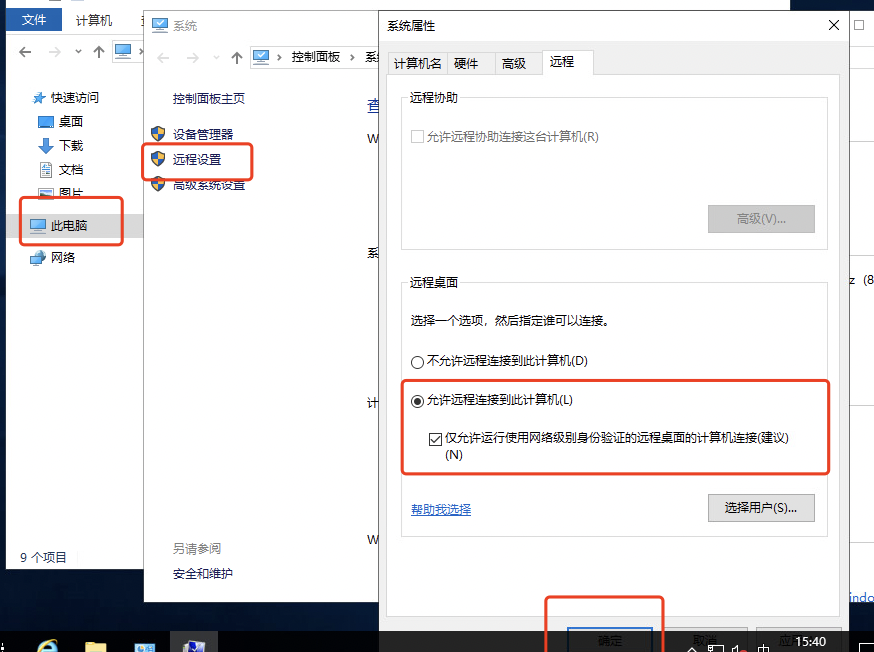 文件
计算机
快速访问
桌面
下载
文档
图片
此电脑
网络
9 个项目
系统
控制面板
控制面板主页
设备管理器
远程设置
高级系统设置
另请参阅
安全和维护
查
W
系
计
W
系统属性
计算机名
硬件
高级
远程
远程协助
允许远程协助连接这台计算机(R)
高级(V)...
远程桌面
选择一个选项，然后指定谁可以连接。
不允许远程连接到此计算机(D)
允许远程连接到此计算机(L)
仅允许运行使用网络级别身份验证的远程桌面的计算机连接(建议)
(N)
帮助我选择
选择用户(S)...
确定
取消
z (8
indo
15:40
中